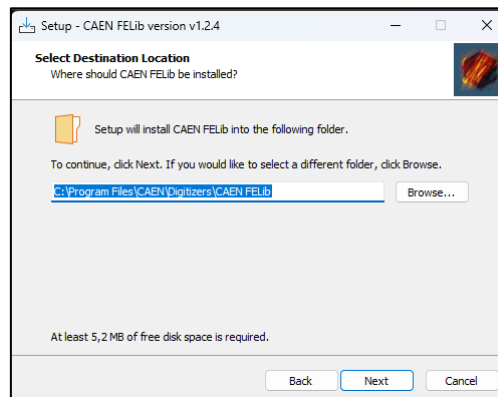 Setup - CAEN FELib version v1.2.4
Select Destination Location
Where should CAEN FELib be installed?
Setup will install CAEN FELib into the following folder.
To continue, click Next. If you would like to select a different folder, click Browse.
C:\Program Files\CAEN\Digitizers\CAEN FELib
Browse...
At least 5,2 MB of free disk space is required.
Back
Next
Cancel